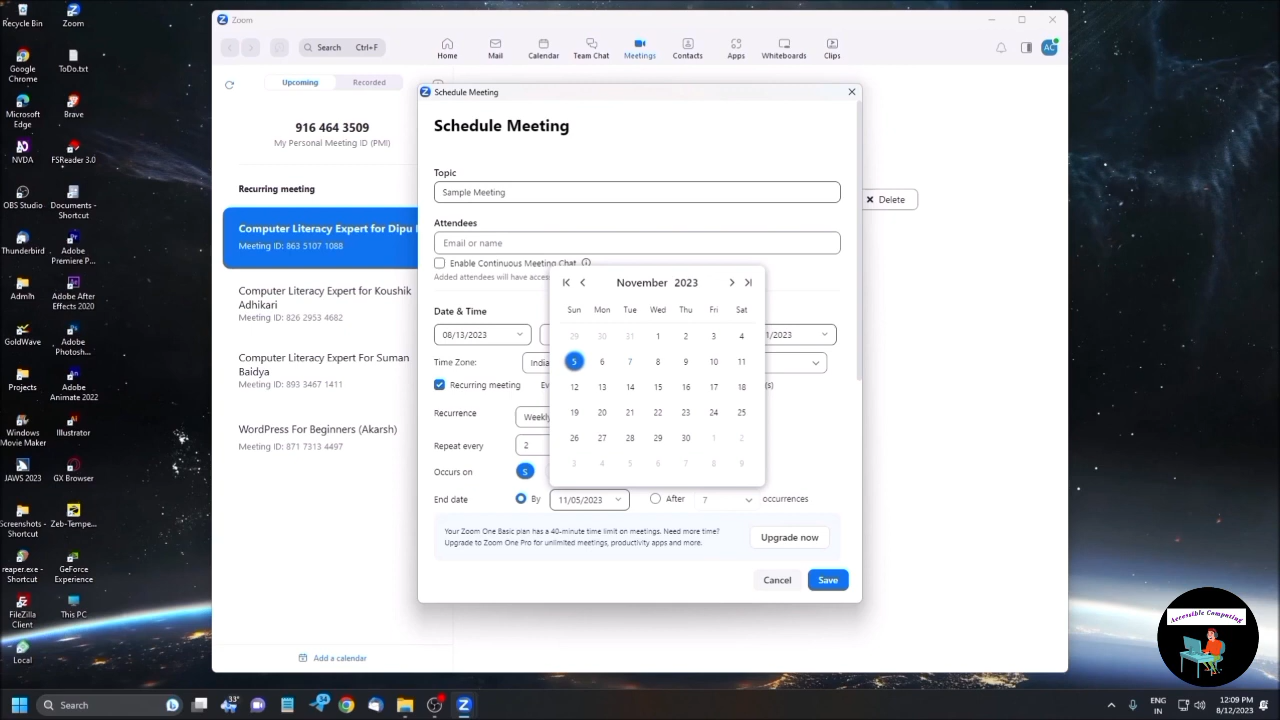 Recycle Bin
Zoom
Google Chrome
ToDo.txt
Microsoft Edge
Brave
NVDA
FSReader 3.0
OBS Studio
Documents - Shortcut
Thunderbird
Adobe Premiere P...
Adobe After Effects 2020
GoldWave
Adobe Photosh...
Projects
Adobe Animate 2022
Windows Movie Maker
Illustrator
JAWS 2023
GX Browser
Screenshots - Shortcut
Zeb-Tempe...
reaper.exe - Shortcut
GeForce Experience
FileZilla Client
This PC
Local
Zoom
Search Ctrl+F
Home
Mail
Calendar
Team Chat
Meetings
Contacts
Apps
Whiteboards
Clips
AC
Upcoming
Recorded
916 464 3509
My Personal Meeting ID (PMI)
Recurring meeting
Computer Literacy Expert for Dipu
Meeting ID: 863 5107 1088
Computer Literacy Expert for Koushik
Adhikari
Meeting ID: 826 2953 4682
Computer Literacy Expert For Suman
Baidya
Meeting ID: 893 3467 1411
WordPress For Beginners (Akarsh)
Meeting ID: 871 7313 4497
Add a calendar
Delete
Schedule Meeting
Schedule Meeting
Topic
Sample Meeting
Attendees
Email or name
Enable Continuous Meeting Chat
Added attendees will have acces
Date & Time
08/13/2023
1/2023
Time Zone: India
Recurring meeting Ev (s)
Recurrence Weekly
Repeat every 2
Occurs on S
End date By 11/05/2023 After 7 occurrences
November 2023
Sun Mon Tue Wed Thu Fri Sat
29 30 31 1 2 3 4
5 6 7 8 9 10 11
12 13 14 15 16 17 18
19 20 21 22 23 24 25
26 27 28 29 30 1 2
3 4 5 6 7 8 9
Your Zoom One Basic plan has a 40-minute time limit on meetings. Need more time?
Upgrade to Zoom One Pro for unlimited meetings, productivity apps and more.
Upgrade now
Cancel
Save
Accessible Computing
Search
33°
34
ENG
IN
12:09 PM
8/12/2023